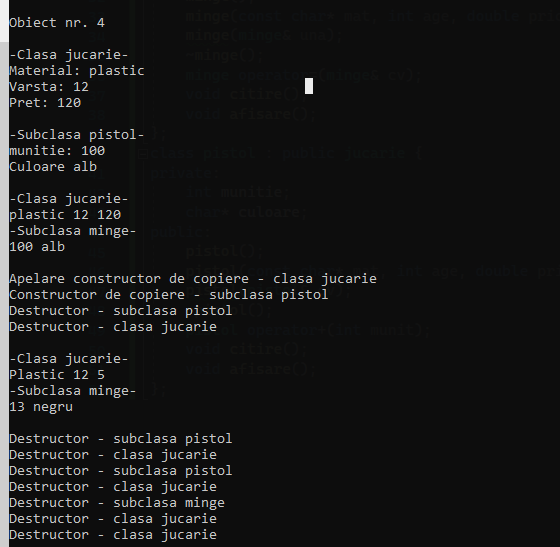 Obiect nr. 4
-Clasa jucarie-
Material: plastic
Varsta: 12
Pret: 120
-Subclasa pistol-
munitie: 100
Culoare alb
-Clasa jucarie-
plastic 12 120
-Subclasa minge-
100 alb
Apelare constructor de copiere - clasa jucarie
Constructor de copiere - subclasa pistol
Destructor - subclasa pistol
Destructor - clasa jucarie
-Clasa jucarie-
Plastic 12 5
-Subclasa minge-
13 negru
Destructor - subclasa pistol
Destructor - clasa jucarie
Destructor - subclasa pistol
Destructor - clasa jucarie
Destructor - subclasa minge
Destructor - clasa jucarie
Destructor - clasa jucarie